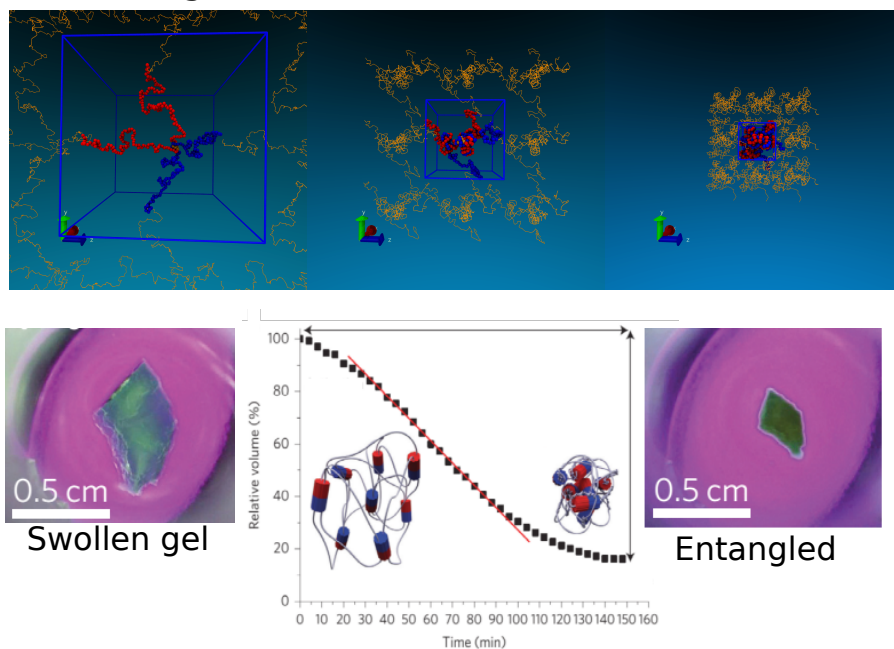 y
z
y
z
y
z
0.5 cm
Swollen gel
Relative volume (%)
100
80
60
40
20
0
0 10 20 30 40 50 60 70 80 90 100 110 120 130 140 150 160
Time (min)
0.5 cm
Entangled